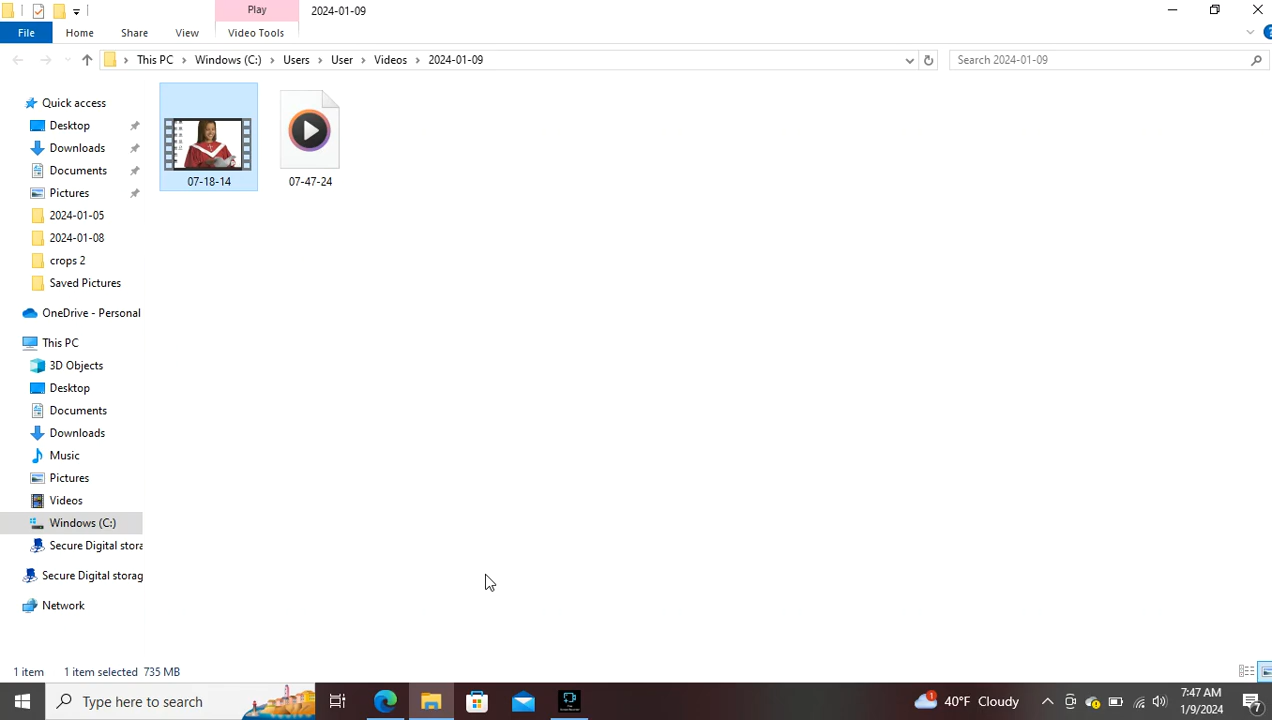 Play
2024-01-09
File
Home
Share
View
Video Tools
This PC
Windows (C:)
Users
User
Videos
2024-01-09
Search 2024-01-09
Quick access
Desktop
Downloads
Documents
Pictures
2024-01-05
2024-01-08
crops 2
Saved Pictures
OneDrive - Personal
This PC
3D Objects
Desktop
Documents
Downloads
Music
Pictures
Videos
Windows (C:)
Secure Digital stora
Secure Digital storag
Network
07-18-14
07-47-24
1 item
1 item selected 735 MB
Type here to search
1
40°F Cloudy
7:47 AM
1/9/2024
7